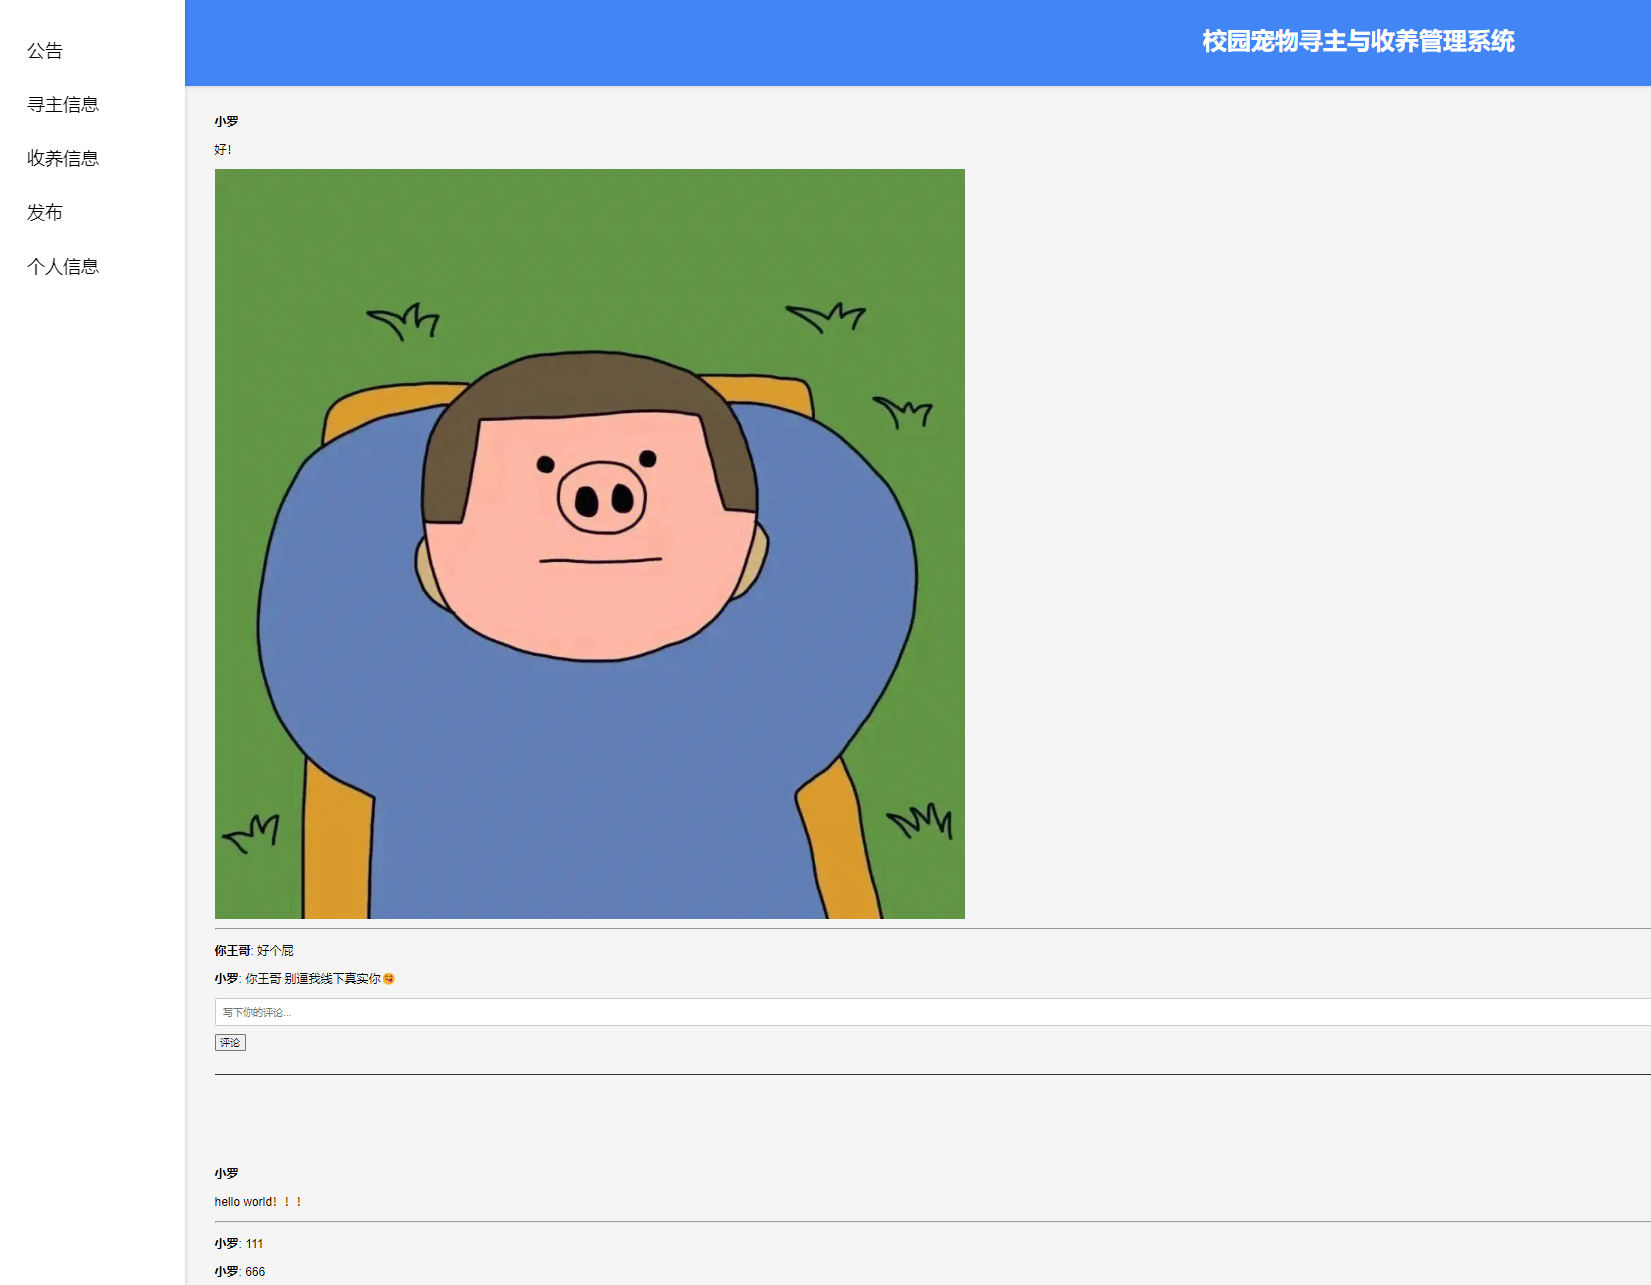 校园宠物寻主与收养管理系统
公告
寻主信息
收养信息
发布
个人信息
小罗
好！
你王哥: 好个屁
小罗: 你王哥 别逼我线下真实你😋
写下你的评论...
评论
小罗
hello world！！！
小罗: 111
小罗: 666